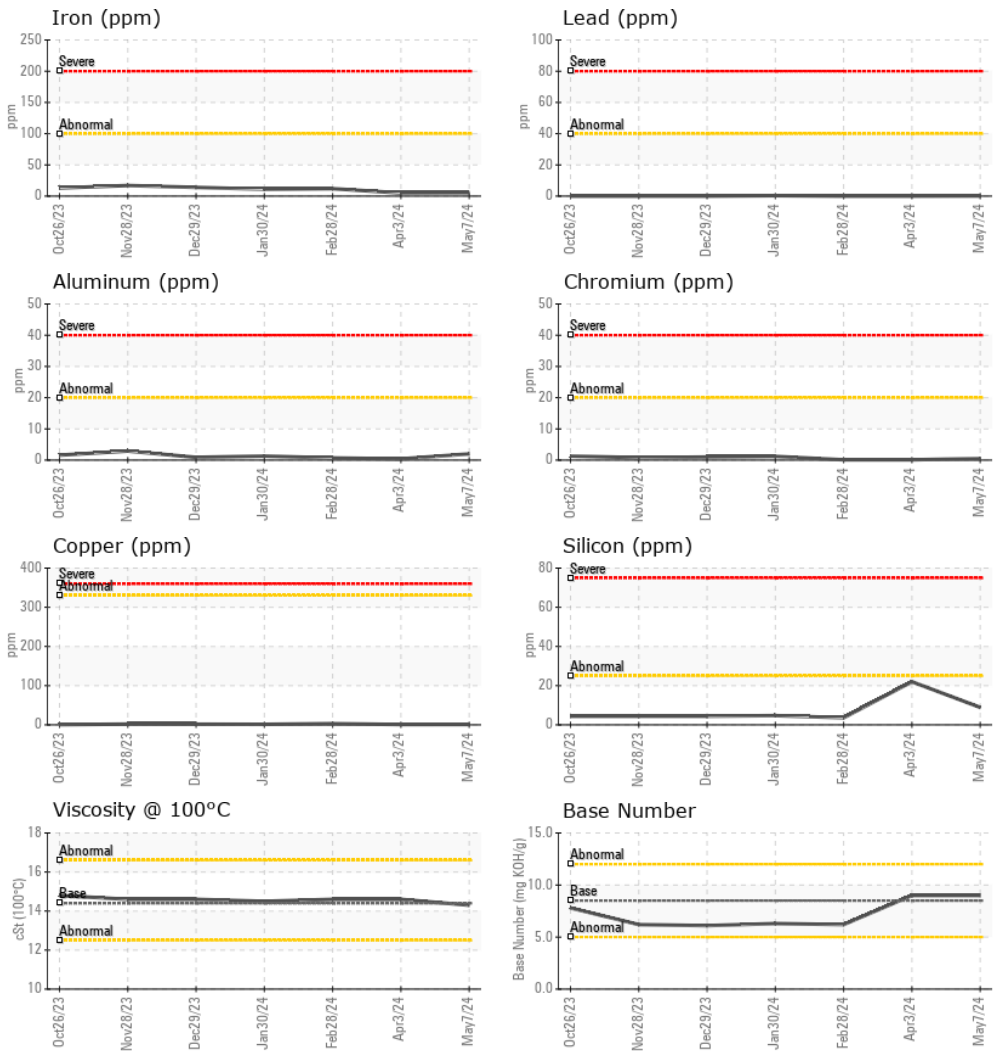 Iron (ppm)
250
200
150
100
50
0
ppm
Severe
Abnormal
Oct26/23
Nov28/23
Dec29/23
Jan30/24
Feb28/24
Apr3/24
May7/24
Lead (ppm)
100
80
60
40
20
0
ppm
Severe
Abnormal
Oct26/23
Nov28/23
Dec29/23
Jan30/24
Feb28/24
Apr3/24
May7/24
Aluminum (ppm)
50
40
30
20
10
0
ppm
Severe
Abnormal
Oct26/23
Nov28/23
Dec29/23
Jan30/24
Feb28/24
Apr3/24
May7/24
Chromium (ppm)
50
40
30
20
10
0
ppm
Severe
Abnormal
Oct26/23
Nov28/23
Dec29/23
Jan30/24
Feb28/24
Apr3/24
May7/24
Copper (ppm)
400
300
200
100
0
ppm
Severe
Abnormal
Oct26/23
Nov28/23
Dec29/23
Jan30/24
Feb28/24
Apr3/24
May7/24
Silicon (ppm)
80
60
40
20
0
ppm
Severe
Abnormal
Oct26/23
Nov28/23
Dec29/23
Jan30/24
Feb28/24
Apr3/24
May7/24
Viscosity @ 100°C
18
16
14
12
10
cSt (100°C)
Abnormal
Base
Abnormal
Oct26/23
Nov28/23
Dec29/23
Jan30/24
Feb28/24
Apr3/24
May7/24
Base Number
15.0
10.0
5.0
0.0
Base Number (mg KOH/g)
Abnormal
Base
Abnormal
Oct26/23
Nov28/23
Dec29/23
Jan30/24
Feb28/24
Apr3/24
May7/24